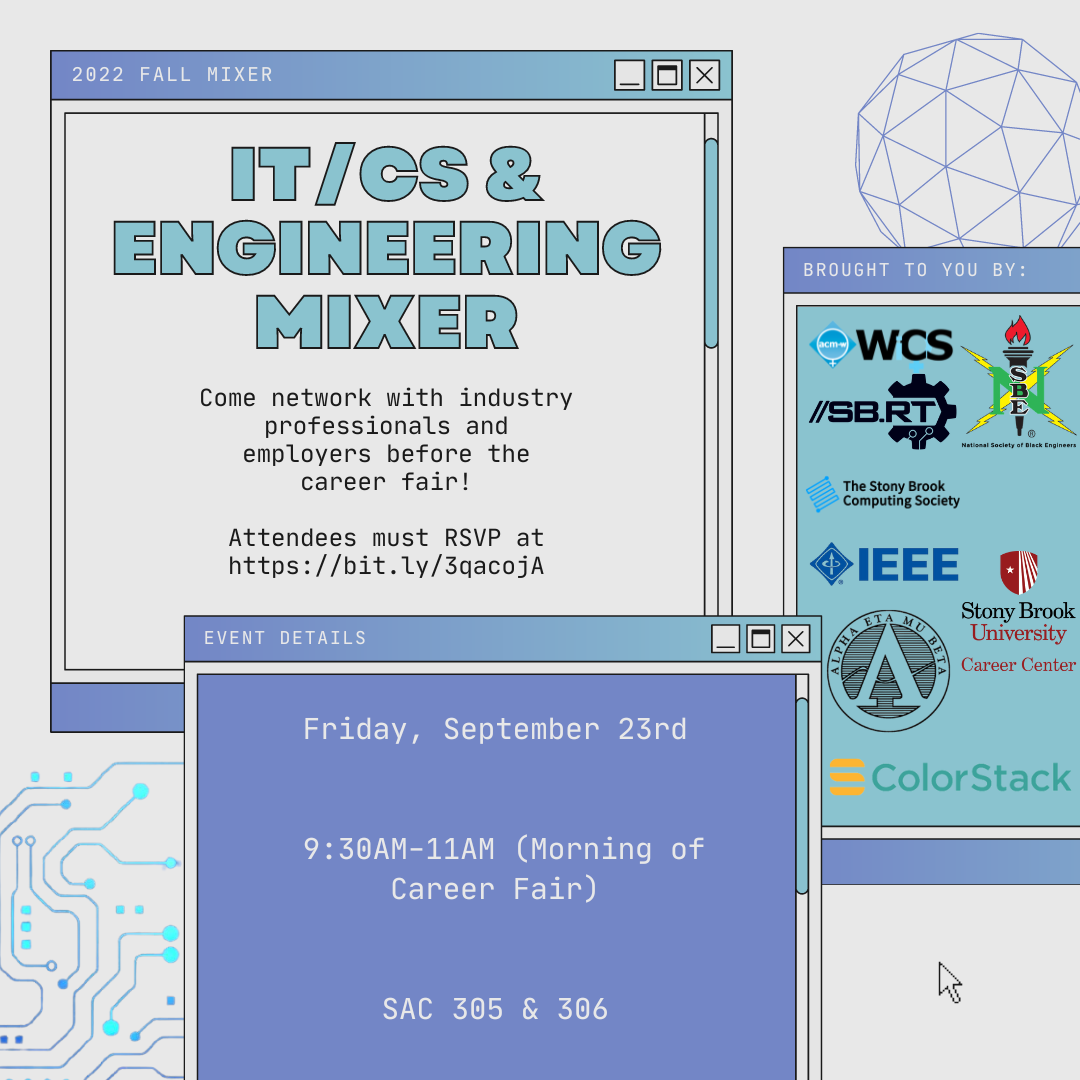 2022 FALL MIXER
IT/CS &
ENGINEERING
MIXER
Come network with industry
professionals and
employers before the
career fair!
Attendees must RSVP at
https://bit.ly/3qacojA
BROUGHT TO YOU BY:
acm-w WCS
//SB.RT
NSBE
®
National Society of Black Engineers
The Stony Brook
Computing Society
IEEE
®
Stony Brook
University
Career Center
ALPHA ETA MU BETA
A
ColorStack
EVENT DETAILS
Friday, September 23rd
9:30AM-11AM (Morning of
Career Fair)
SAC 305 & 306